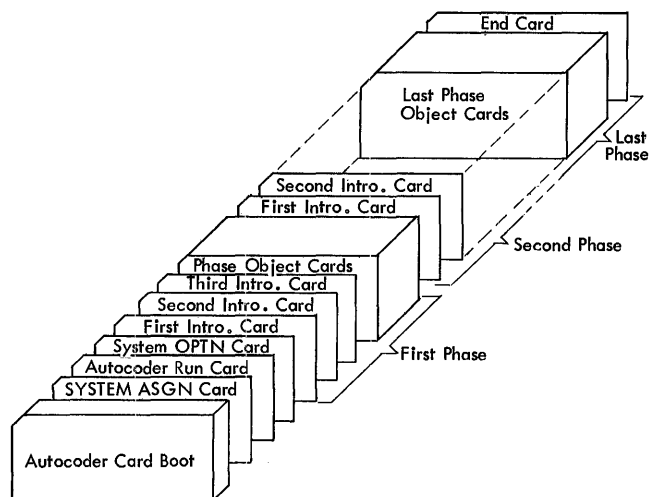 End Card
Last Phase
Object Cards
Last
Phase
Second Intro. Card
First Intro. Card
Second Phase
Phase Object Cards
Third Intro. Card
Second Intro. Card
First Intro. Card
First Phase
System OPTN Card
Autocoder Run Card
SYSTEM ASGN Card
Autocoder Card Boot